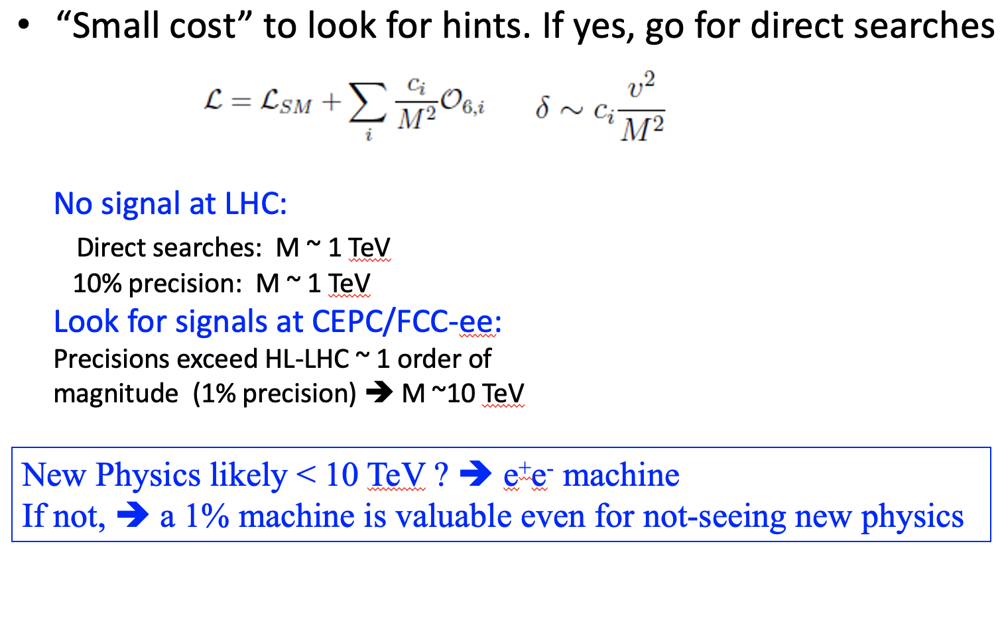 • “Small cost” to look for hints. If yes, go for direct searches
$\mathcal{L} = \mathcal{L}_{SM} + \sum_i \frac{c_i}{M^2} \mathcal{O}_{6,i}$ $\delta \sim c_i \frac{v^2}{M^2}$
No signal at LHC:
Direct searches: M ~ 1 TeV
10% precision: M ~ 1 TeV
Look for signals at CEPC/FCC-ee:
Precisions exceed HL-LHC ~ 1 order of
magnitude (1% precision) ➔ M ~10 TeV
New Physics likely < 10 TeV ? ➔ e⁺e⁻ machine
If not, ➔ a 1% machine is valuable even for not-seeing new physics